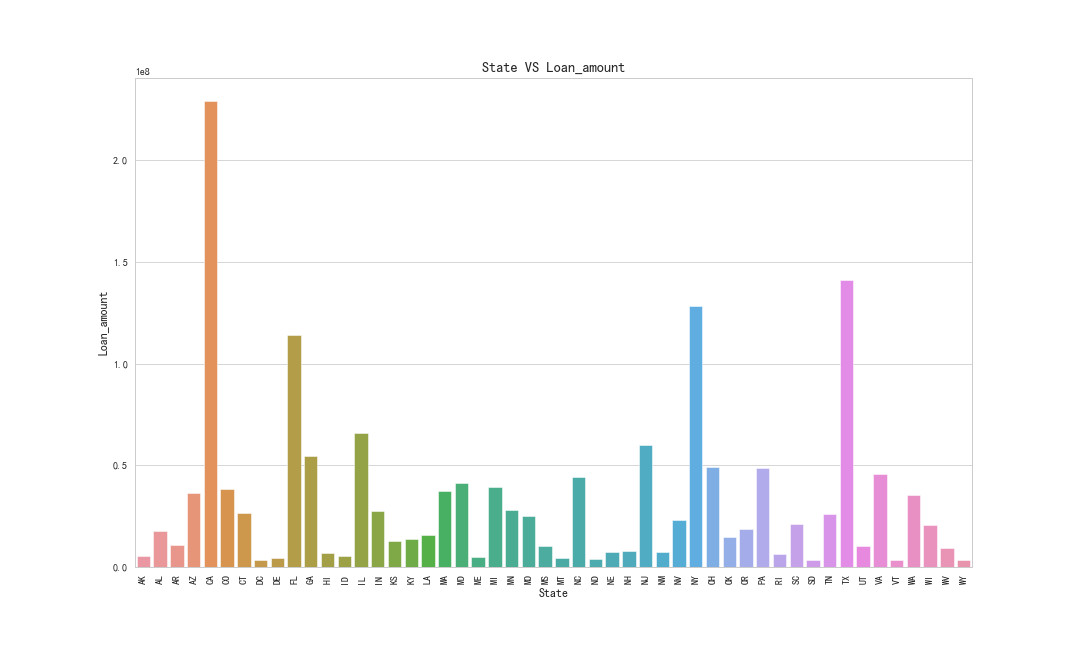 State VS Loan_amount
1e8
2.0
1.5
1.0
0.5
0.0
Loan_amount
AK AL AR AZ CA CO CT DC DE FL GA HI ID IL IN KS KY LA MA MD ME MI MN MO MS MT NC ND NE NH NJ NM NV NY OH OK OR PA RI SC SD TN TX UT VA VT WA WI WV WY
State